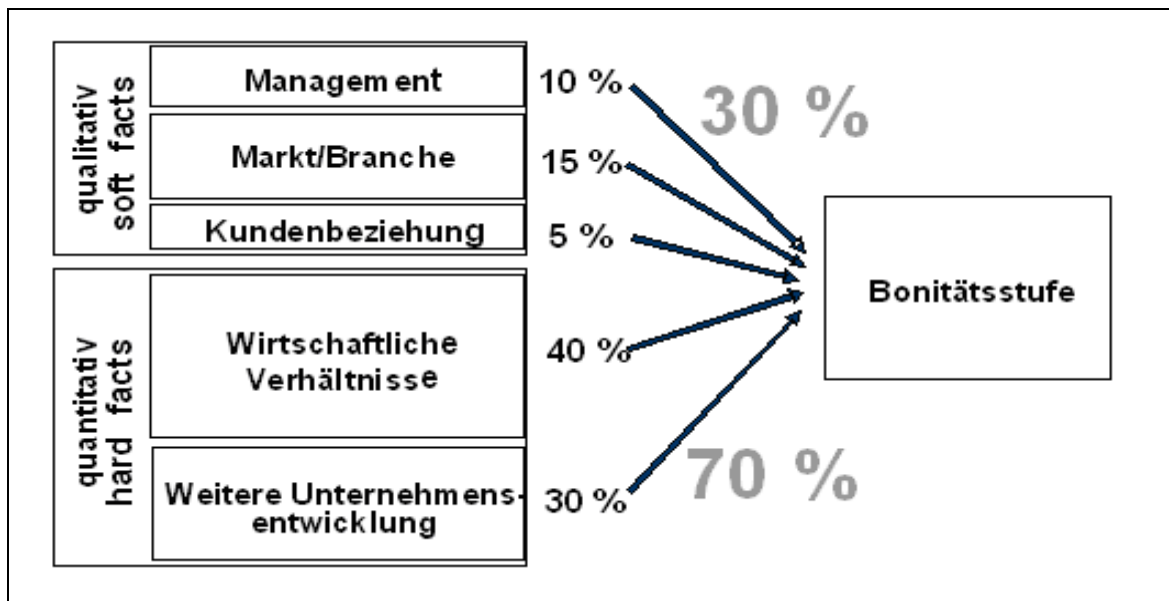 qualitativ
soft facts
Management
10 %
Markt/Branche
15 %
Kundenbeziehung
5 %
30 %
quantitativ
hard facts
Wirtschaftliche
Verhältnisse
40 %
Weitere Unternehmens-
entwicklung
30 %
70 %
Bonitätsstufe